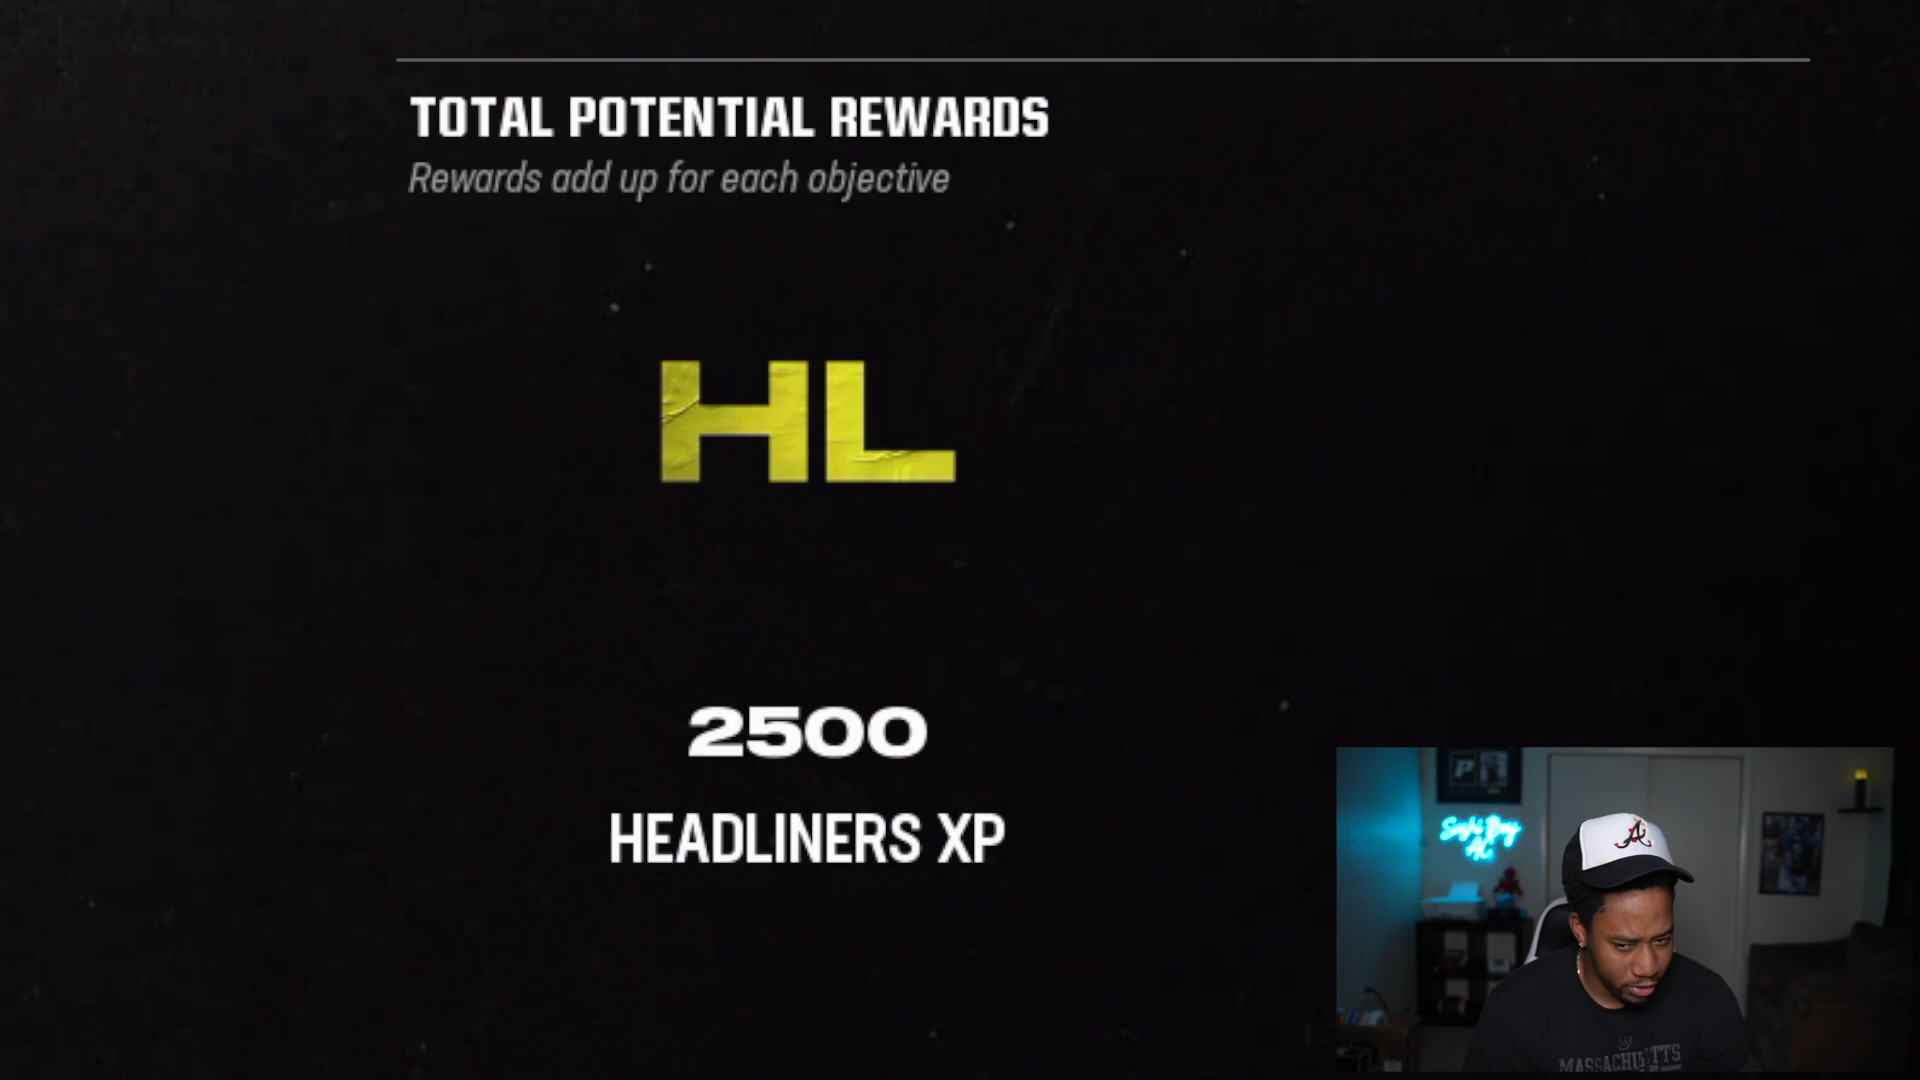 TOTAL POTENTIAL REWARDS
Rewards add up for each objective
HL
2500
HEADLINERS XP
P
A
MASSACHUSETTS